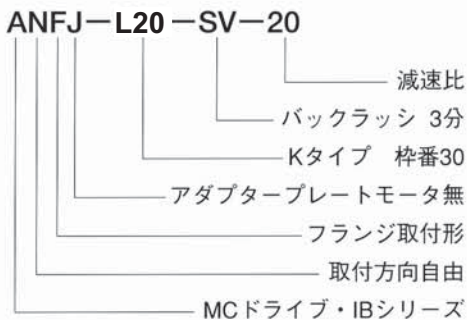 ANFJ-L20-SV-20
減速比
バックラッシ 3分
Kタイプ 枠番30
アダプタープレートモータ無
フランジ取付形
取付方向自由
MCドライブ・IBシリーズ